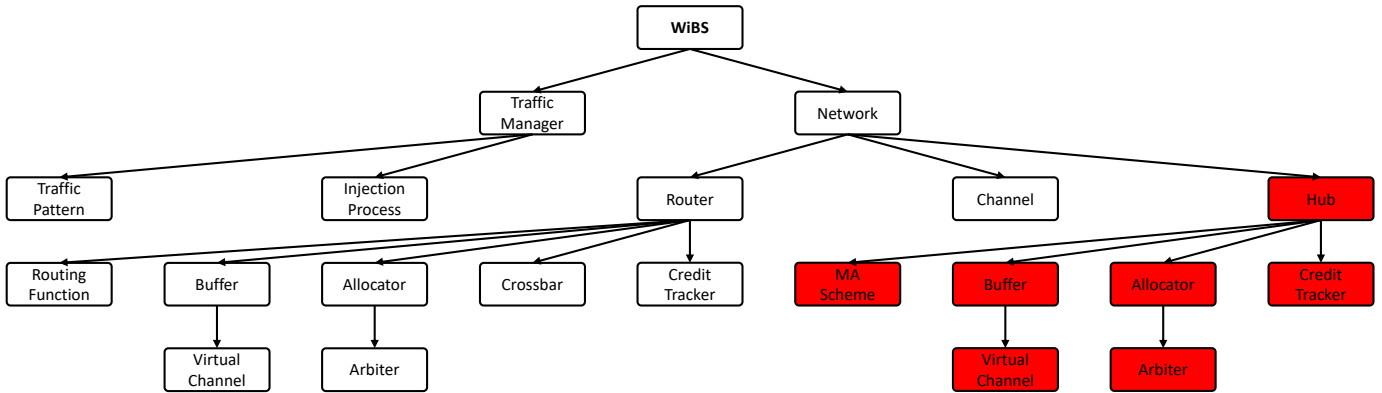 WiBS
Traffic
Manager
Network
Traffic
Pattern
Injection
Process
Router
Channel
Hub
Routing
Function
Buffer
Allocator
Crossbar
Credit
Tracker
MA
Scheme
Buffer
Allocator
Credit
Tracker
Virtual
Channel
Arbiter
Virtual
Channel
Arbiter